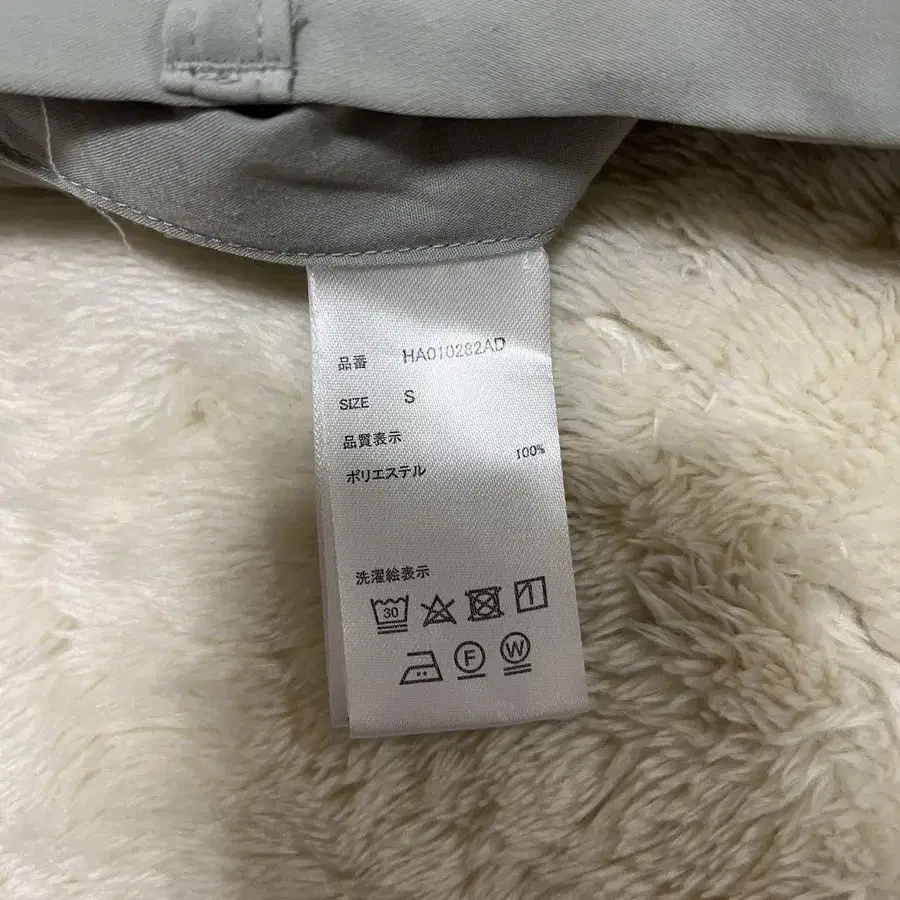 品番 HA010282AD
SIZE S
品質表示
ポリエステル 100%
洗濯絵表示
30
F W